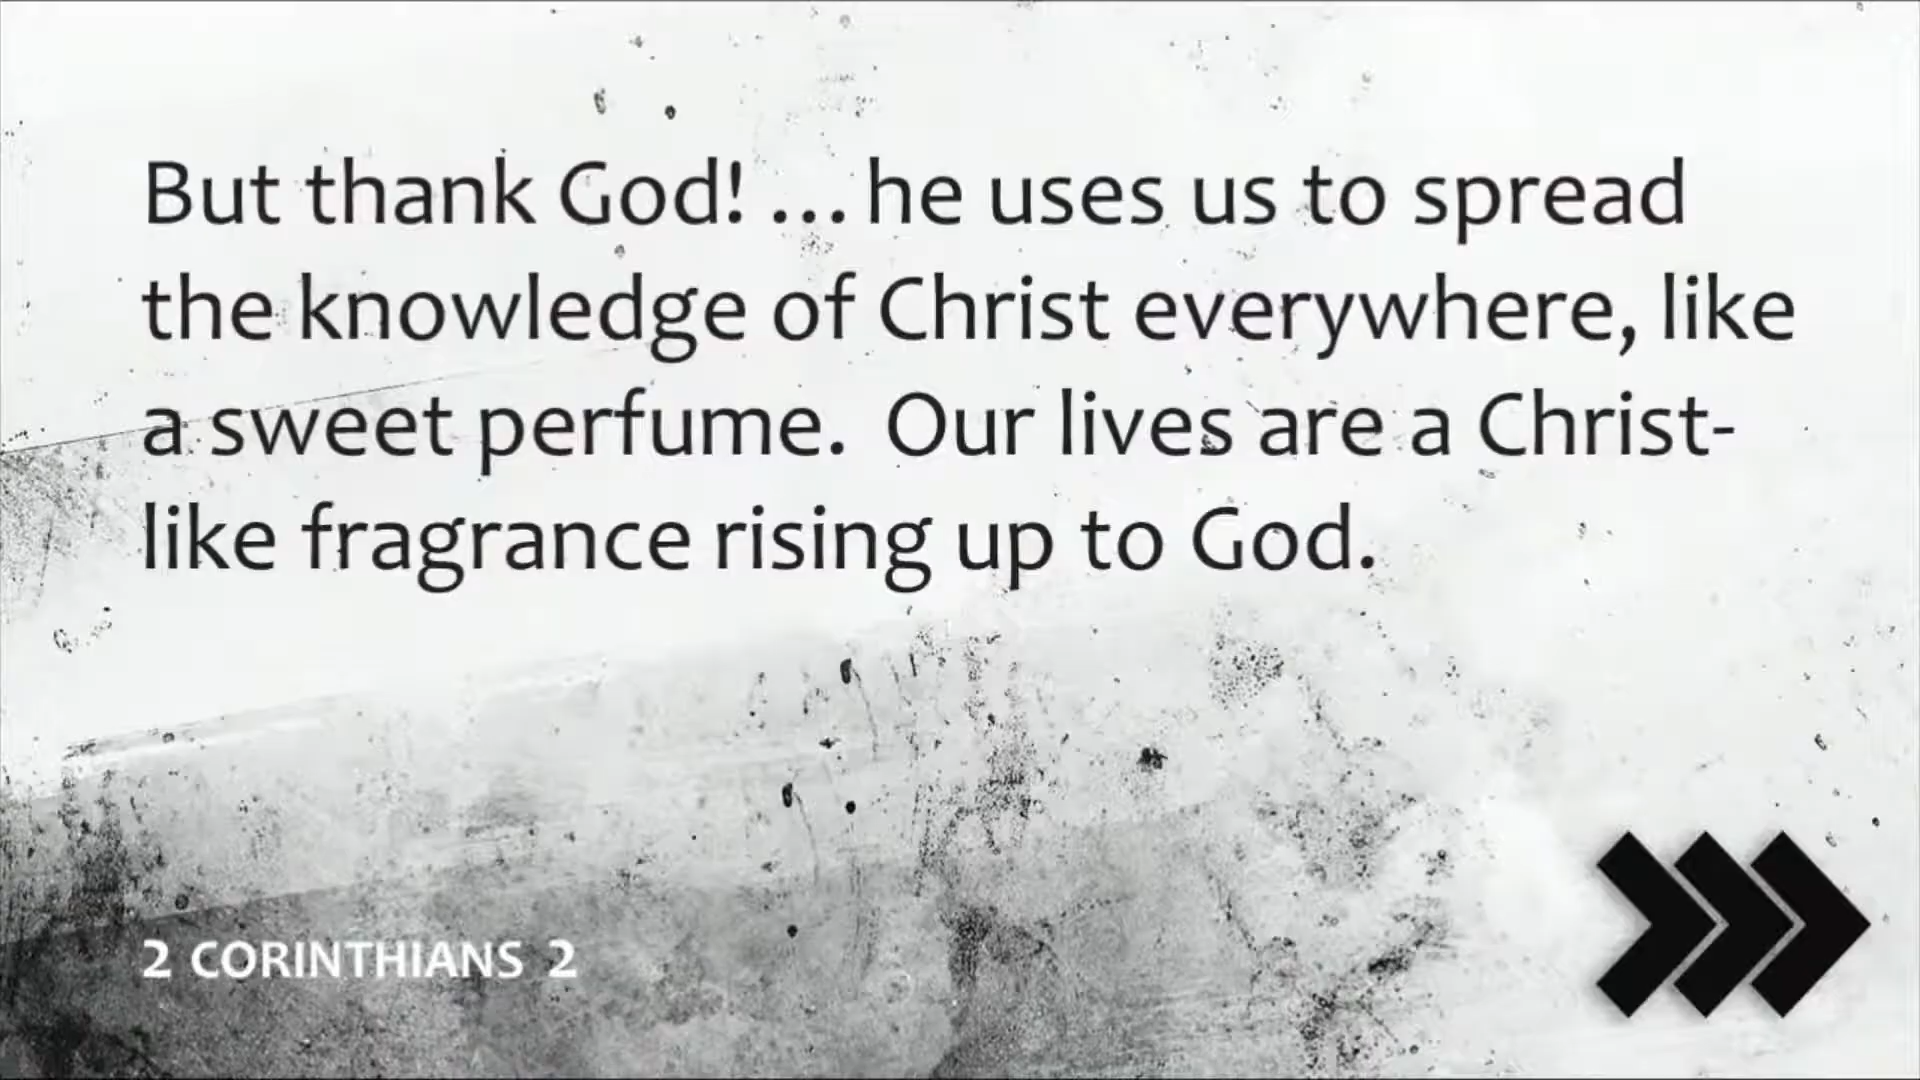 But thank God! … he uses us to spread
the knowledge of Christ everywhere, like
a sweet perfume.  Our lives are a Christ-
like fragrance rising up to God.
2 CORINTHIANS 2